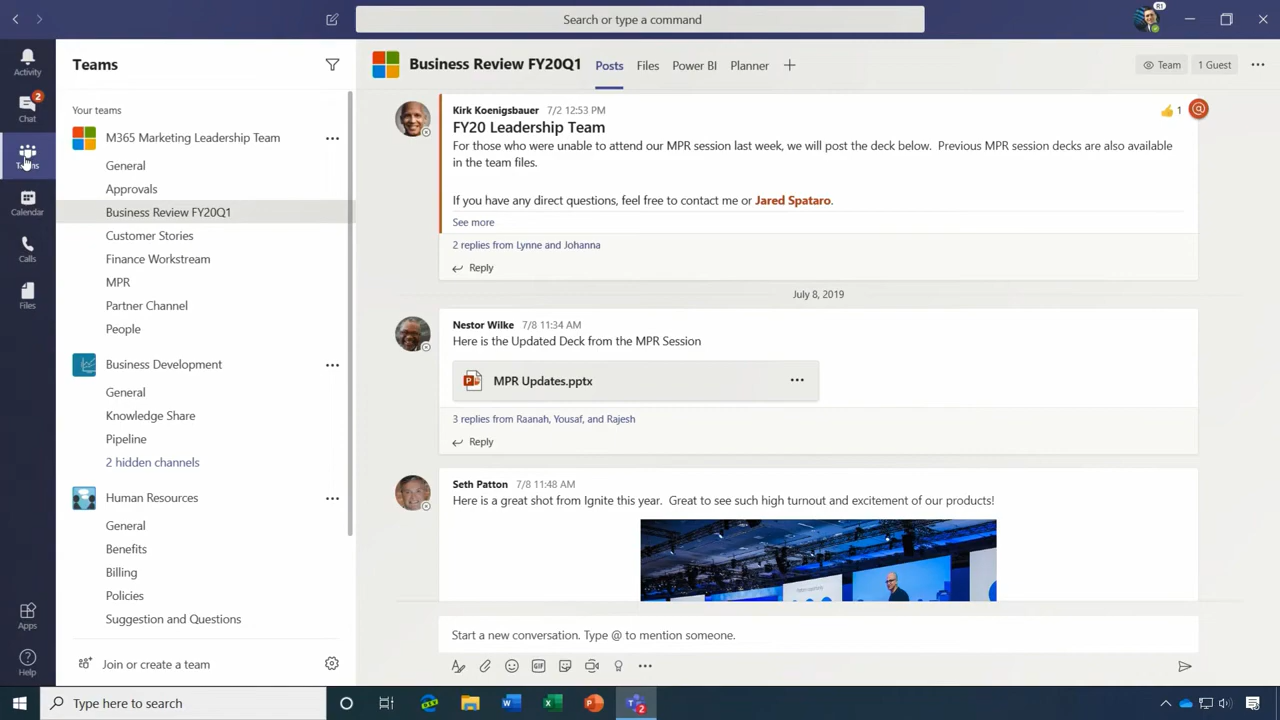 Search or type a command
R1
Activity
2
Chat
Teams
Calendar
Calls
Files
Apps
Help
Teams
Your teams
M365 Marketing Leadership Team
General
Approvals
Business Review FY20Q1
Customer Stories
Finance Workstream
MPR
Partner Channel
People
Business Development
General
Knowledge Share
Pipeline
2 hidden channels
Human Resources
General
Benefits
Billing
Policies
Suggestion and Questions
Join or create a team
Business Review FY20Q1
Posts
Files
Power BI
Planner
Team
1 Guest
Kirk Koenigsbauer 7/2 12:53 PM
1
FY20 Leadership Team
For those who were unable to attend our MPR session last week, we will post the deck below. Previous MPR session decks are also available
in the team files.
If you have any direct questions, feel free to contact me or Jared Spataro.
See more
2 replies from Lynne and Johanna
Reply
July 8, 2019
Nestor Wilke 7/8 11:34 AM
Here is the Updated Deck from the MPR Session
MPR Updates.pptx
3 replies from Raanah, Yousaf, and Rajesh
Reply
Seth Patton 7/8 11:48 AM
Here is a great shot from Ignite this year. Great to see such high turnout and excitement of our products!
Start a new conversation. Type @ to mention someone.
GIF
Type here to search
2